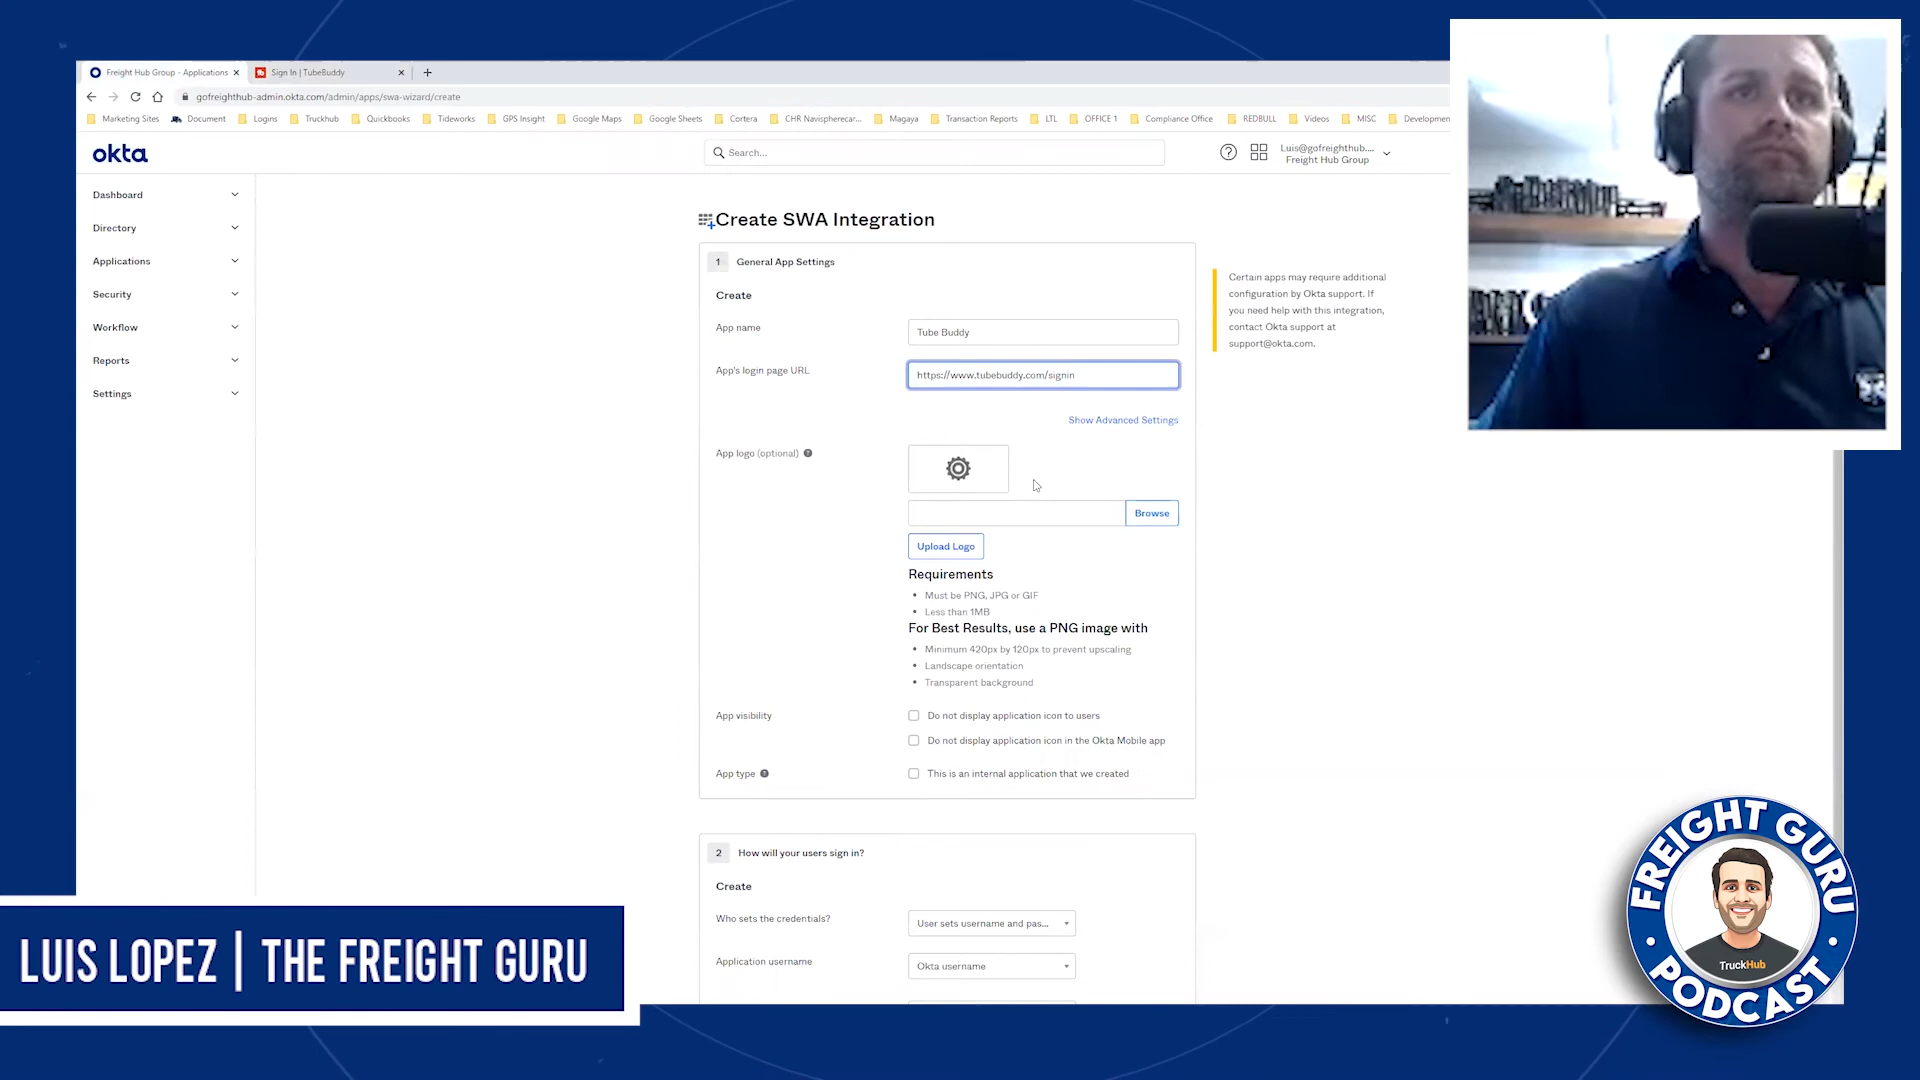 Freight Hub Group - Applications
Sign In | TubeBuddy
gofreighthub-admin.okta.com/admin/apps/swa-wizard/create
Marketing Sites Document Logins Truckhub Quickbooks Tideworks GPS Insight Google Maps Google Sheets Cortera CHR Navispherecar... Magaya Transaction Reports LTL OFFICE 1 Compliance Office REDBULL Videos MISC Developmen
okta
Search...
Luis@gofreighthub....
Freight Hub Group
Dashboard
Directory
Applications
Security
Workflow
Reports
Settings
Create SWA Integration
1 General App Settings
Create
App name
Tube Buddy
App's login page URL
https://www.tubebuddy.com/signin
Show Advanced Settings
App logo (optional)
Browse
Upload Logo
Requirements
Must be PNG, JPG or GIF
Less than 1MB
For Best Results, use a PNG image with
Minimum 420px by 120px to prevent upscaling
Landscape orientation
Transparent background
App visibility
Do not display application icon to users
Do not display application icon in the Okta Mobile app
App type
This is an internal application that we created
Certain apps may require additional
configuration by Okta support. If
you need help with this integration,
contact Okta support at
support@okta.com.
2 How will your users sign in?
Create
Who sets the credentials?
User sets username and pas...
Application username
Okta username
LUIS LOPEZ | THE FREIGHT GURU
FREIGHT GURU
TruckHub
PODCAST